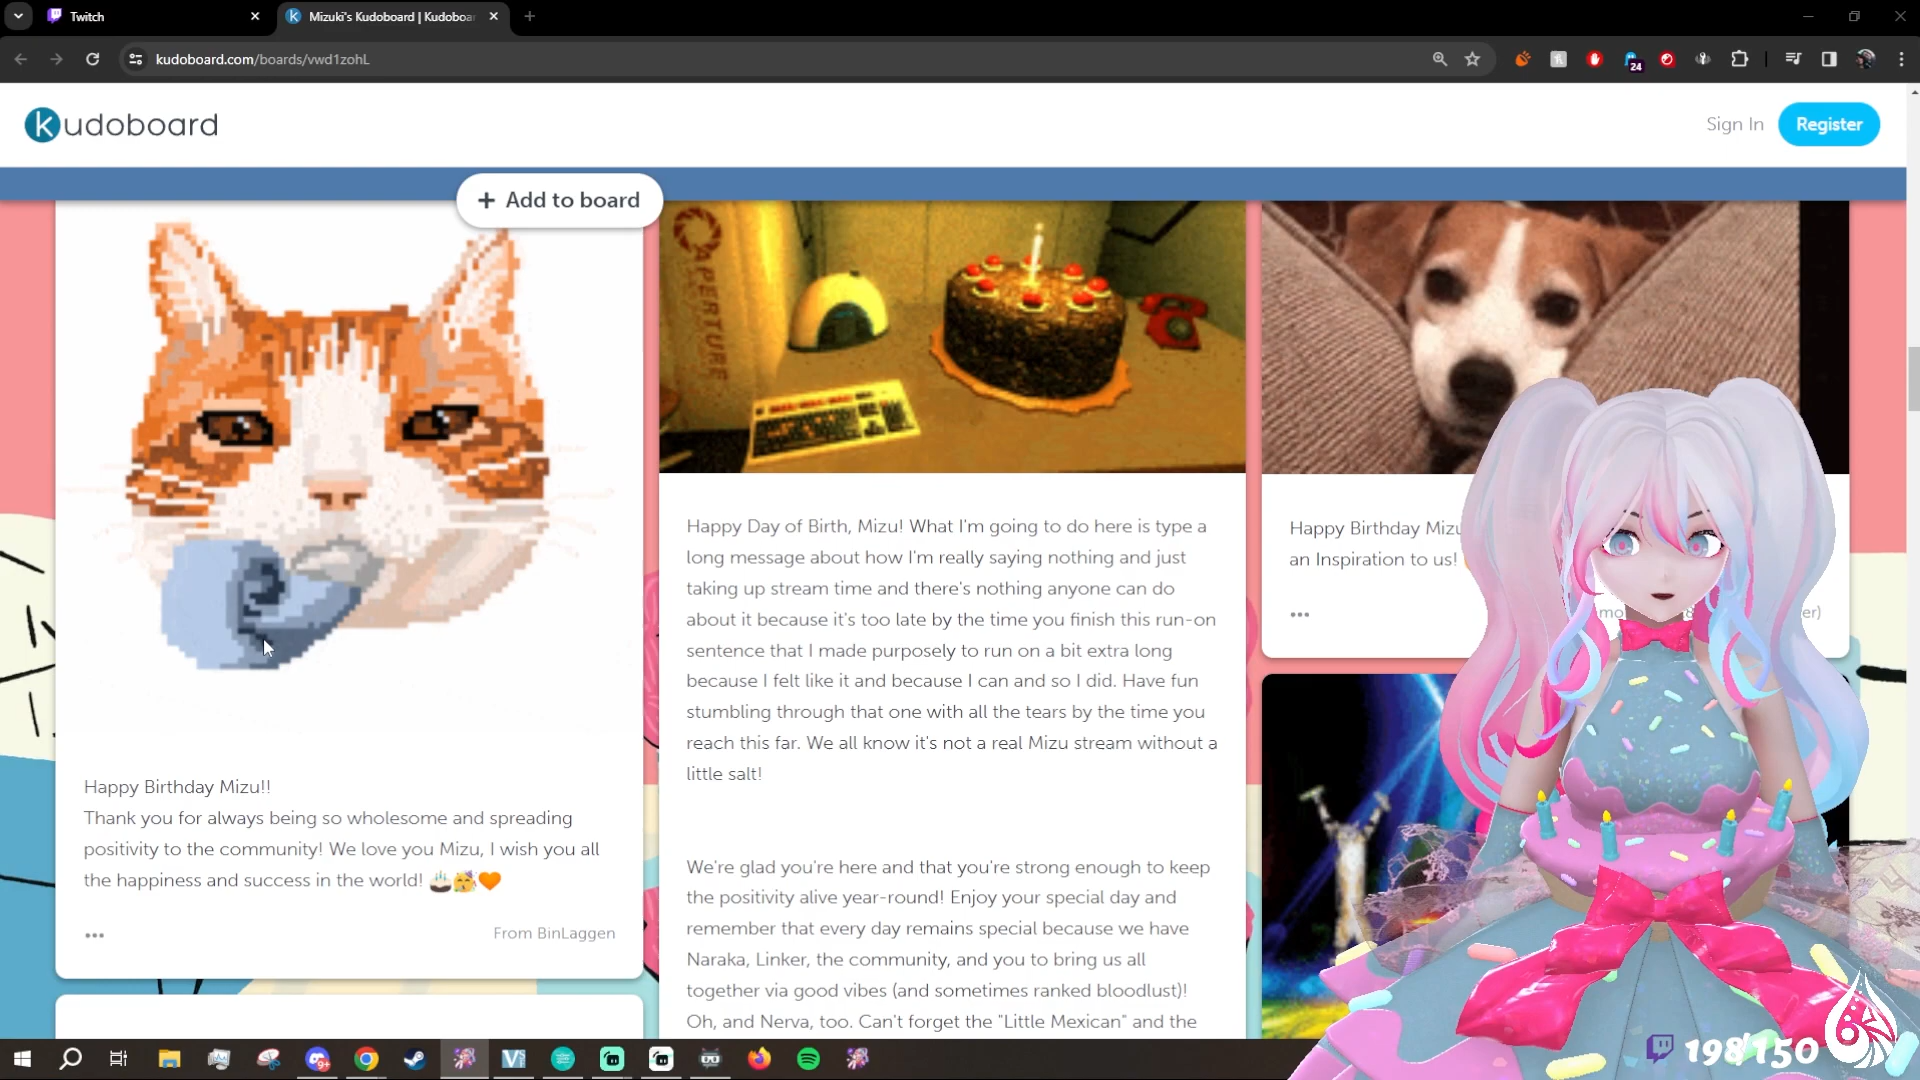 Twitch
Mizuki's Kudoboard | Kudoboar
kudoboard.com/boards/vwd1zohL
24
kudoboard
Sign In
Register
+ Add to board
APERTURE
Happy Birthday Mizu!!
Thank you for always being so wholesome and spreading
positivity to the community! We love you Mizu, I wish you all
the happiness and success in the world! 🎂🥳🧡
From BinLaggen
Happy Day of Birth, Mizu! What I'm going to do here is type a
long message about how I'm really saying nothing and just
taking up stream time and there's nothing anyone can do
about it because it's too late by the time you finish this run-on
sentence that I made purposely to run on a bit extra long
because I felt like it and because I can and so I did. Have fun
stumbling through that one with all the tears by the time you
reach this far. We all know it's not a real Mizu stream without a
little salt!
We're glad you're here and that you're strong enough to keep
the positivity alive year-round! Enjoy your special day and
remember that every day remains special because we have
Naraka, Linker, the community, and you to bring us all
together via good vibes (and sometimes ranked bloodlust)!
Oh, and Nerva, too. Can't forget the "Little Mexican" and the
Happy Birthday Mizu
an Inspiration to us!
198/150